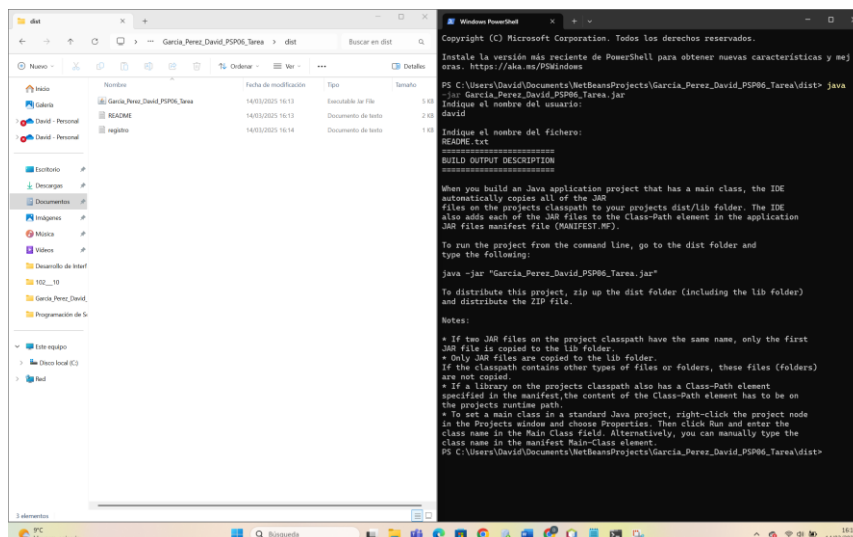 dist
Garcia_Perez_David_PSP06_Tarea
dist
Buscar en dist
Nuevo
Ordenar
Ver
Detalles
Inicio
Galería
David - Personal
David - Personal
Escritorio
Descargas
Documentos
Imágenes
Música
Vídeos
Desarrollo de Interf
102__10
Garcia_Perez_David_
Programación de Se
Este equipo
Disco local (C:)
Red
Nombre Fecha de modificación Tipo Tamaño
Garcia_Perez_David_PSP06_Tarea 14/03/2025 16:13 Executable Jar File 5 KB
README 14/03/2025 16:13 Documento de texto 2 KB
registro 14/03/2025 16:14 Documento de texto 1 KB
3 elementos
Windows PowerShell
Copyright (C) Microsoft Corporation. Todos los derechos reservados.
Instale la versión más reciente de PowerShell para obtener nuevas características y mej
oras. https://aka.ms/PSWindows
PS C:\Users\David\Documents\NetBeansProjects\Garcia_Perez_David_PSP06_Tarea\dist> java
-jar Garcia_Perez_David_PSP06_Tarea.jar
Indique el nombre del usuario:
david
Indique el nombre del fichero:
README.txt
========================
BUILD OUTPUT DESCRIPTION
========================
When you build an Java application project that has a main class, the IDE
automatically copies all of the JAR
files on the projects classpath to your projects dist/lib folder. The IDE
also adds each of the JAR files to the Class-Path element in the application
JAR files manifest file (MANIFEST.MF).
To run the project from the command line, go to the dist folder and
type the following:
java -jar "Garcia_Perez_David_PSP06_Tarea.jar"
To distribute this project, zip up the dist folder (including the lib folder)
and distribute the ZIP file.
Notes:
* If two JAR files on the project classpath have the same name, only the first
JAR file is copied to the lib folder.
* Only JAR files are copied to the lib folder.
If the classpath contains other types of files or folders, these files (folders)
are not copied.
* If a library on the projects classpath also has a Class-Path element
specified in the manifest,the content of the Class-Path element has to be on
the projects runtime path.
* To set a main class in a standard Java project, right-click the project node
in the Projects window and choose Properties. Then click Run and enter the
class name in the Main Class field. Alternatively, you can manually type the
class name in the manifest Main-Class element.
PS C:\Users\David\Documents\NetBeansProjects\Garcia_Perez_David_PSP06_Tarea\dist>
9°C
Búsqueda